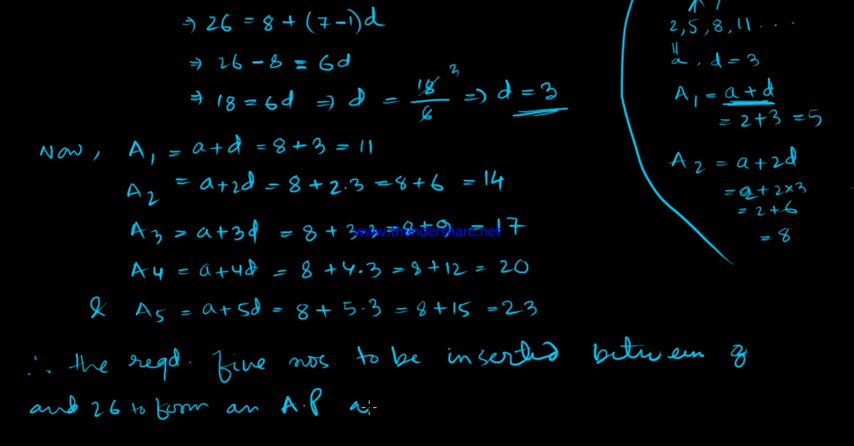 ⇒ 26 = 8 + (7-1)d
⇒ 26 - 8 = 6d
⇒ 18 = 6d ⇒ d = 18/6 3 ⇒ d = 3
Now, A1 = a+d = 8+3 = 11
A2 = a+2d = 8+2.3 = 8+6 = 14
A3 = a+3d = 8+3.3 = 8+9 = 17
www.thundershare.net
A4 = a+4d = 8+4.3 = 8+12 = 20
& A5 = a+5d = 8+5.3 = 8+15 = 23
∴ the reqd. five nos to be inserted between 8
and 26 to form an A.P a
2, 5, 8, 11 ...
a, d = 3
A1 = a+d
= 2+3 = 5
A2 = a+2d
= a+2×3
= 2+6
= 8